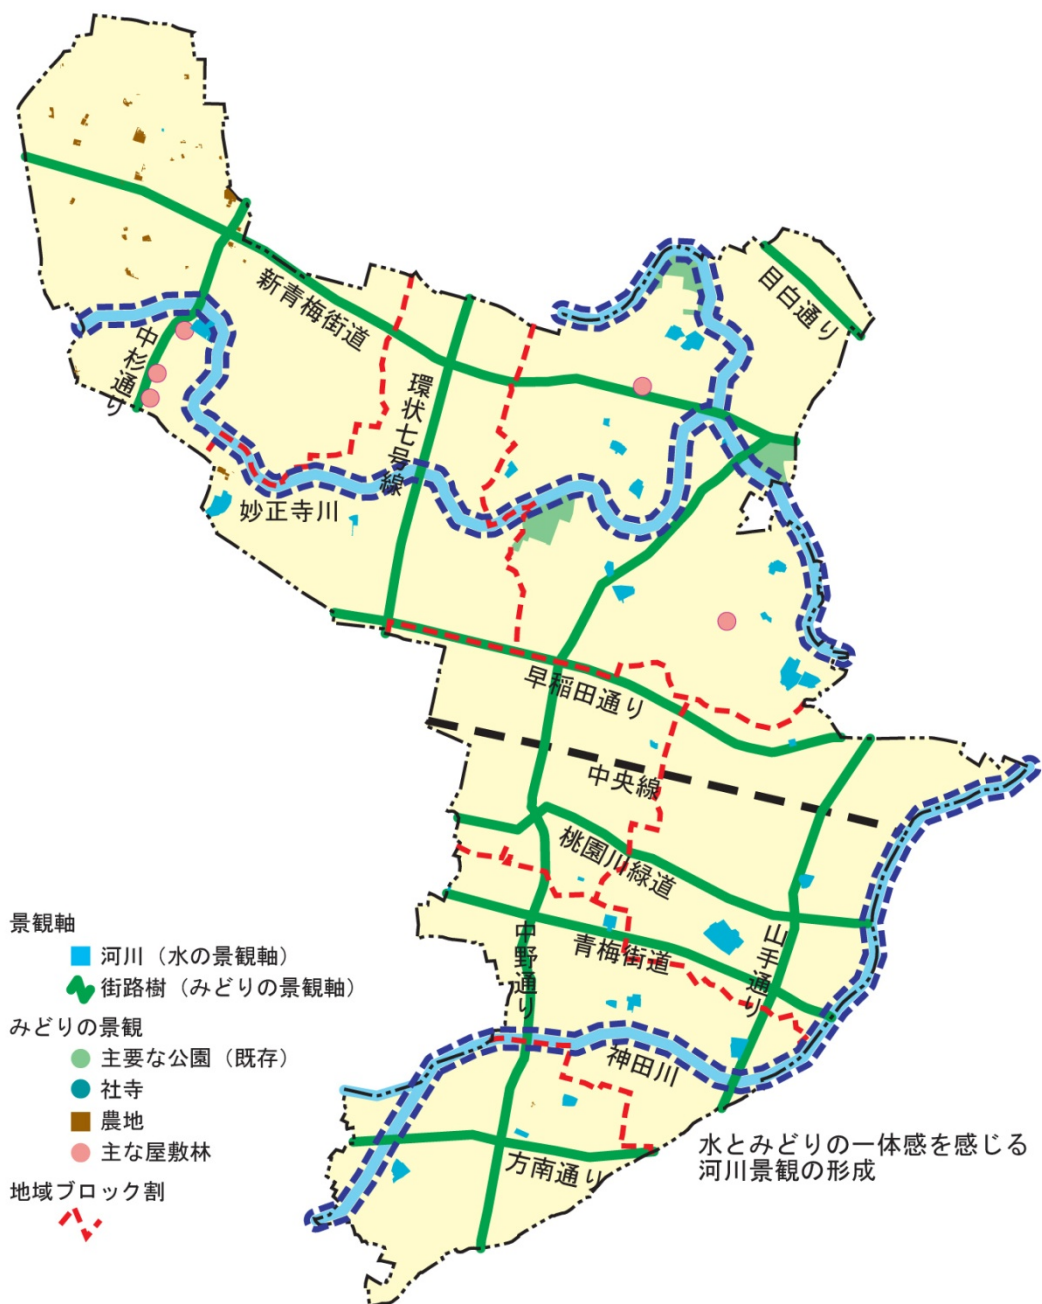 目白通り
新青梅街道
中杉通り
環状七号線
妙正寺川
早稲田通り
中央線
桃園川緑道
青梅街道
中野通り
山手通り
神田川
方南通り
水とみどりの一体感を感じる
河川景観の形成
景観軸
河川（水の景観軸）
街路樹（みどりの景観軸）
みどりの景観
主要な公園（既存）
社寺
農地
主な屋敷林
地域ブロック割